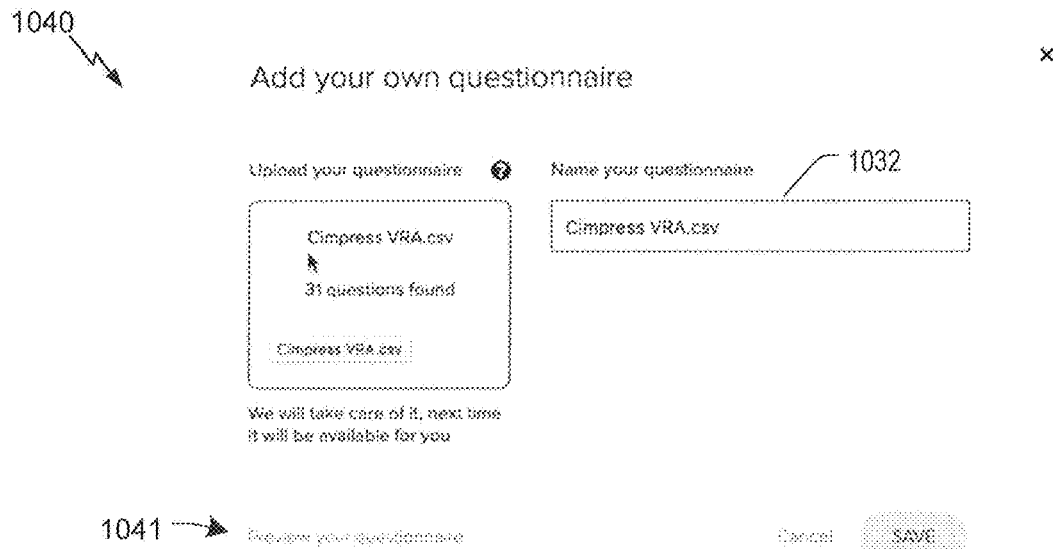 1040
×
Add your own questionnaire
Upload your questionnaire ?
Name your questionnaire
1032
Cimpress VRA.csv
Cimpress VRA.csv
31 questions found
Cimpress VRA.csv
We will take care of it, next time
it will be available for you
1041
Preview your questionnaire
Cancel
SAVE